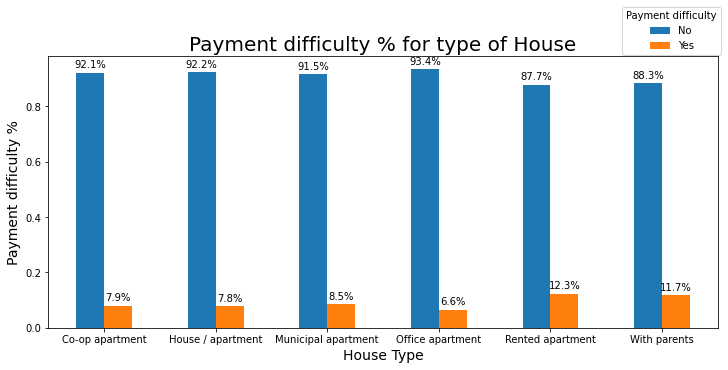 Payment difficulty
No
Yes
Payment difficulty % for type of House
92.1% 92.2% 91.5% 93.4% 87.7% 88.3%
7.9% 7.8% 8.5% 6.6% 12.3% 11.7%
Payment difficulty %
0.8
0.6
0.4
0.2
0.0
Co-op apartment House / apartment Municipal apartment Office apartment Rented apartment With parents
House Type